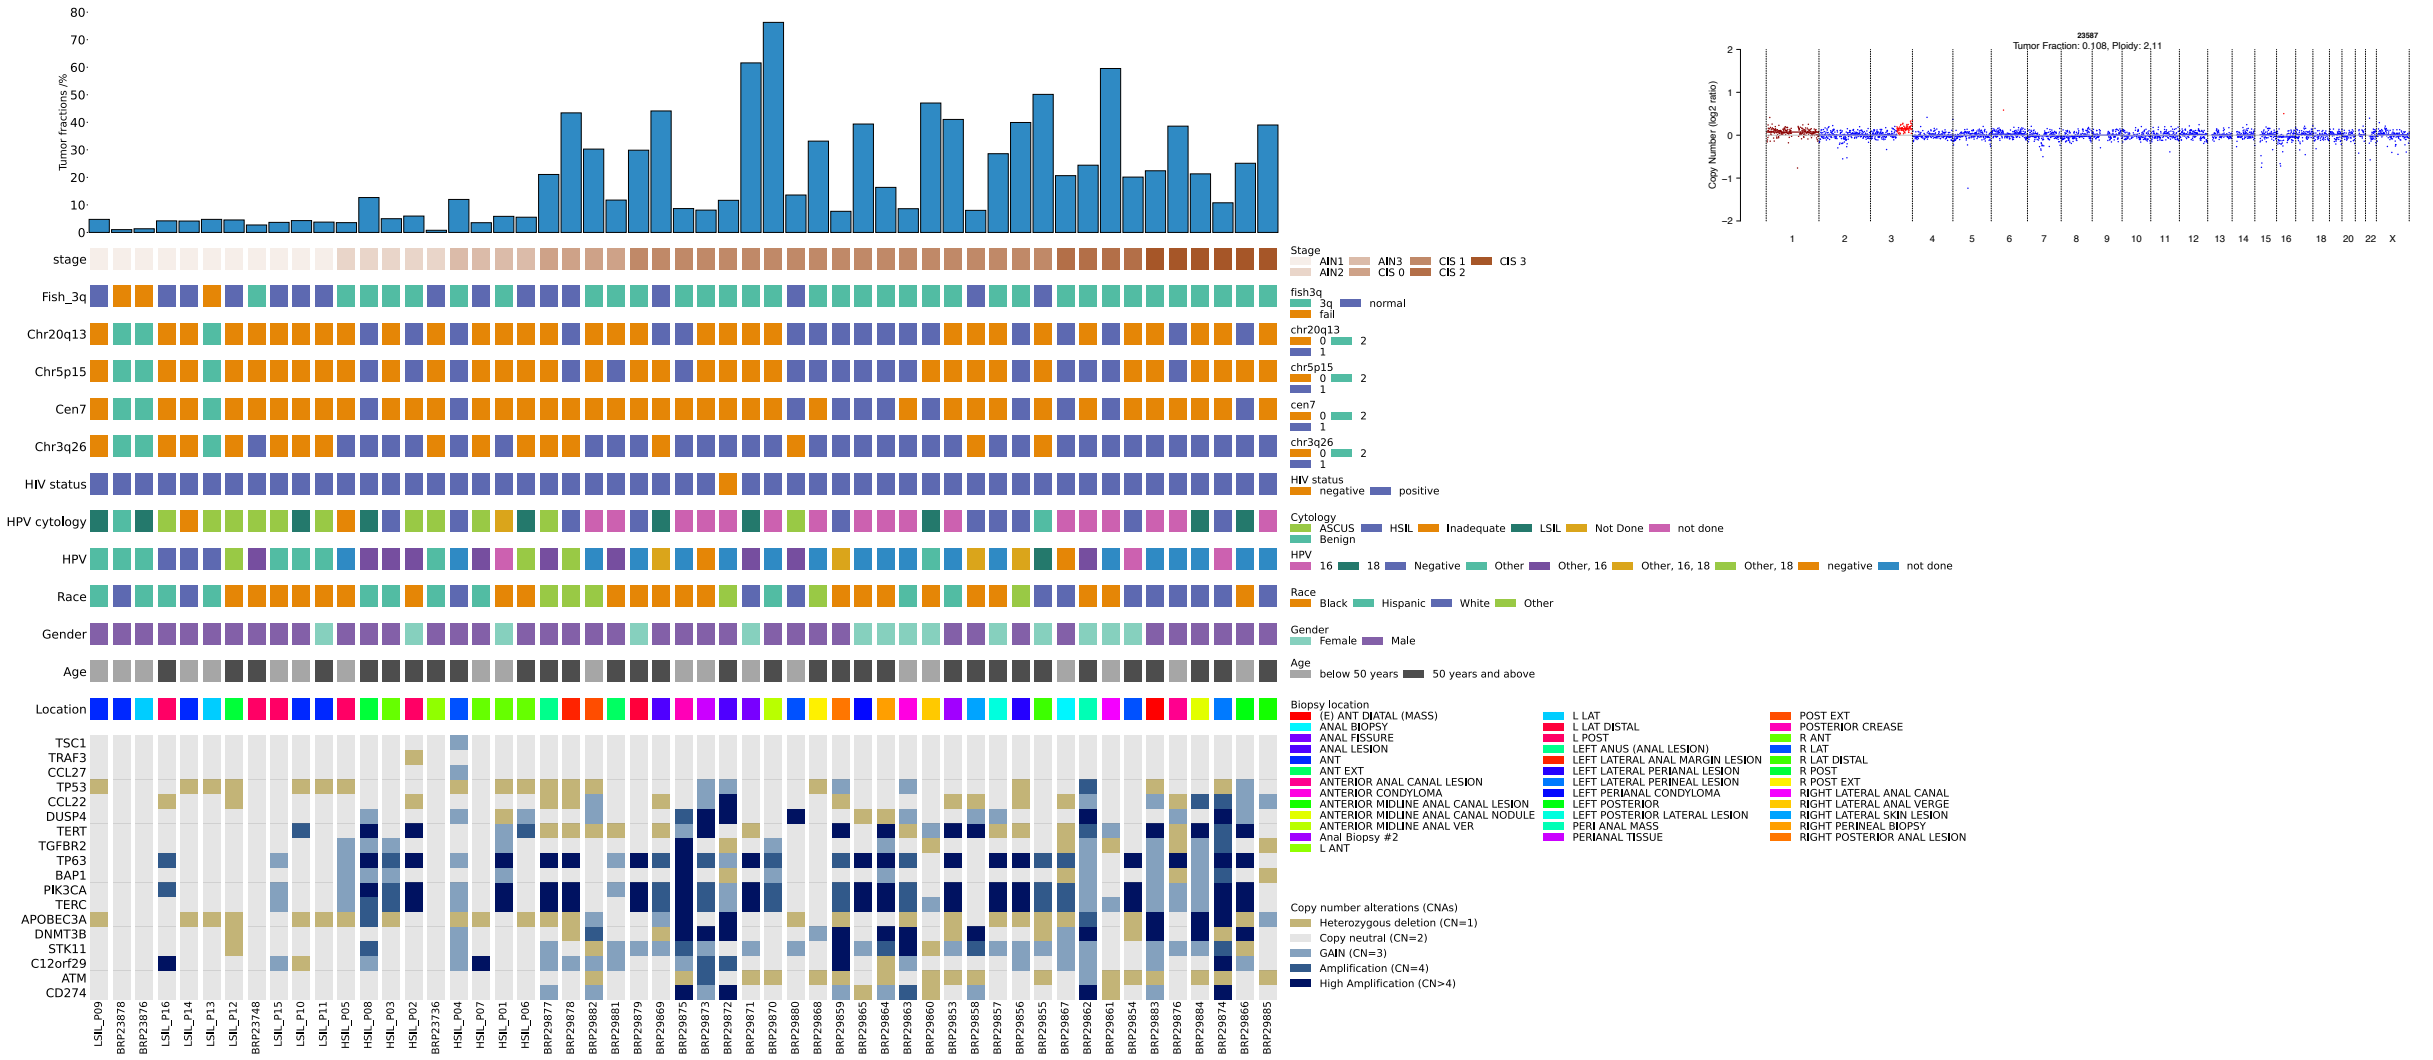 80
70
60
50
40
30
20
10
0
Tumor fractions /%
23587
Tumor Fraction: 0.108, Ploidy: 2.11
2
1
0
−1
−2
Copy Number (log2 ratio)
1 2 3 4 5 6 7 8 9 10 11 12 13 14 15 16 18 20 22 X
stage
Fish_3q
Chr20q13
Chr5p15
Cen7
Chr3q26
HIV status
HPV cytology
HPV
Race
Gender
Age
Location
Stage
AIN1 AIN3 CIS 1 CIS 3
AIN2 CIS 0 CIS 2
fish3q
3q normal
fail
chr20q13
0 2
1
chr5p15
0 2
1
cen7
0 2
1
chr3q26
0 2
1
HIV status
negative positive
Cytology
ASCUS HSIL Inadequate LSIL Not Done not done
Benign
HPV
16 18 Negative Other Other, 16 Other, 16, 18 Other, 18 negative not done
Race
Black Hispanic White Other
Gender
Female Male
Age
below 50 years 50 years and above
Biopsy location
(E) ANT DIATAL (MASS)
ANAL BIOPSY
ANAL FISSURE
ANAL LESION
ANT
ANT EXT
ANTERIOR ANAL CANAL LESION
ANTERIOR CONDYLOMA
ANTERIOR MIDLINE ANAL CANAL LESION
ANTERIOR MIDLINE ANAL CANAL NODULE
ANTERIOR MIDLINE ANAL VER
Anal Biopsy #2
L ANT
L LAT
L LAT DISTAL
L POST
LEFT ANUS (ANAL LESION)
LEFT LATERAL ANAL MARGIN LESION
LEFT LATERAL PERIANAL LESION
LEFT LATERAL PERINEAL LESION
LEFT PERIANAL CONDYLOMA
LEFT POSTERIOR
LEFT POSTERIOR LATERAL LESION
PERI ANAL MASS
PERIANAL TISSUE
POST EXT
POSTERIOR CREASE
R ANT
R LAT
R LAT DISTAL
R POST
R POST EXT
RIGHT LATERAL ANAL CANAL
RIGHT LATERAL ANAL VERGE
RIGHT LATERAL SKIN LESION
RIGHT PERINEAL BIOPSY
RIGHT POSTERIOR ANAL LESION
TSC1
TRAF3
CCL27
TP53
CCL22
DUSP4
TERT
TGFBR2
TP63
BAP1
PIK3CA
TERC
APOBEC3A
DNMT3B
STK11
C12orf29
ATM
CD274
Copy number alterations (CNAs)
Heterozygous deletion (CN=1)
Copy neutral (CN=2)
GAIN (CN=3)
Amplification (CN=4)
High Amplification (CN>4)
LSIL_P09
BRP23878
BRP23876
LSIL_P16
LSIL_P14
LSIL_P13
LSIL_P12
BRP23748
LSIL_P15
LSIL_P10
LSIL_P11
HSIL_P05
HSIL_P08
HSIL_P03
HSIL_P02
BRP23736
HSIL_P04
HSIL_P07
HSIL_P01
HSIL_P06
BRP29877
BRP29878
BRP29882
BRP29881
BRP29879
BRP29869
BRP29875
BRP29873
BRP29872
BRP29871
BRP29870
BRP29880
BRP29868
BRP29859
BRP29865
BRP29864
BRP29863
BRP29860
BRP29853
BRP29858
BRP29857
BRP29856
BRP29855
BRP29867
BRP29862
BRP29861
BRP29854
BRP29883
BRP29876
BRP29884
BRP29874
BRP29866
BRP29885